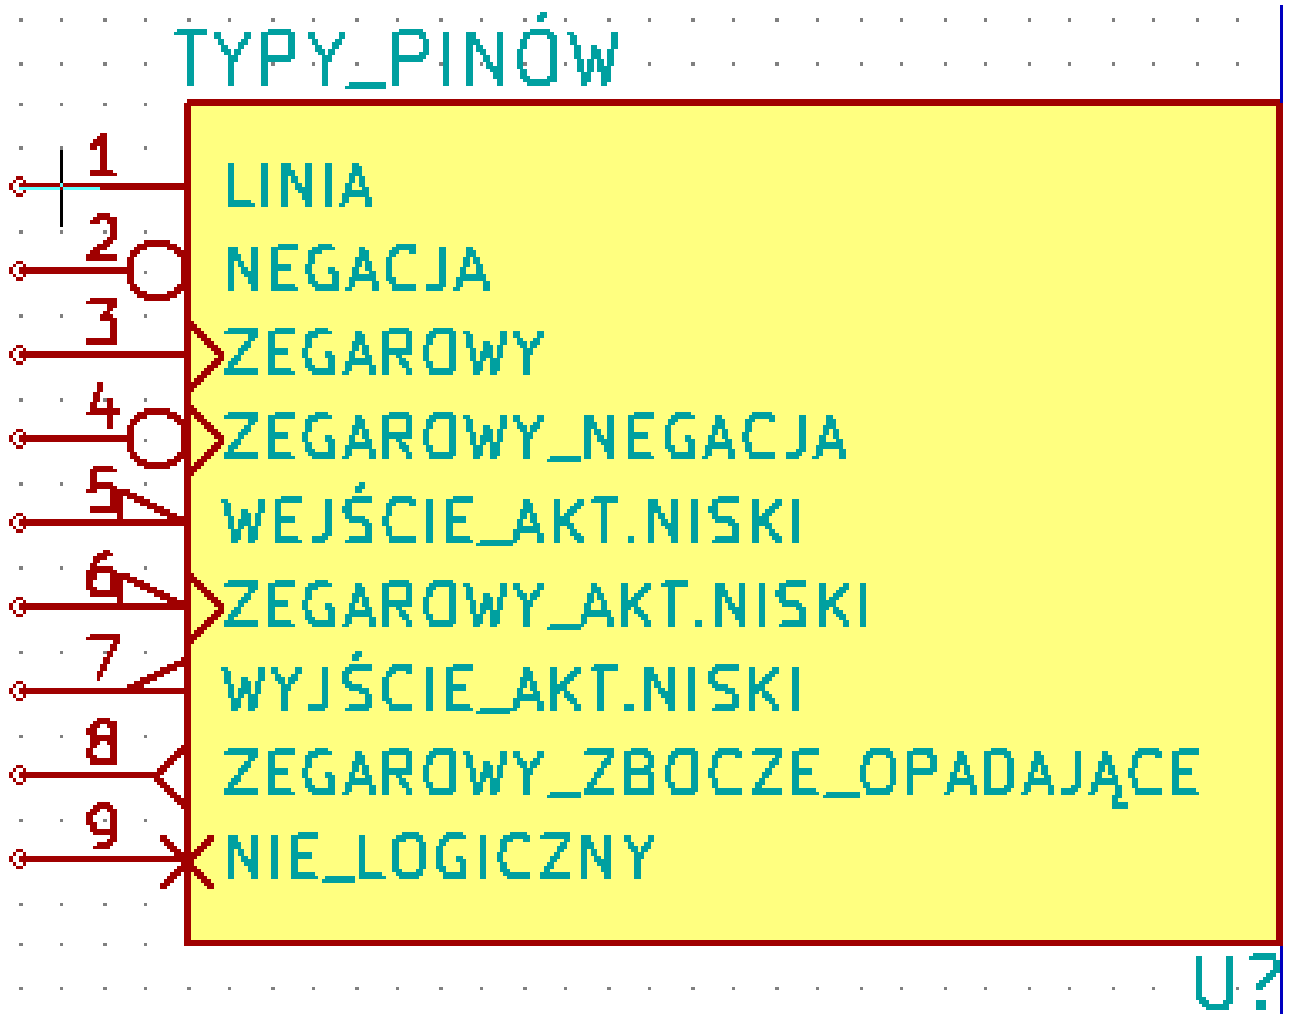 TYPY_PINÓW
1 LINIA
2 NEGACJA
3 ZEGAROWY
4 ZEGAROWY_NEGACJA
5 WEJŚCIE_AKT.NISKI
6 ZEGAROWY_AKT.NISKI
7 WYJŚCIE_AKT.NISKI
8 ZEGAROWY_ZBOCZE_OPADAJĄCE
9 NIE_LOGICZNY
U?